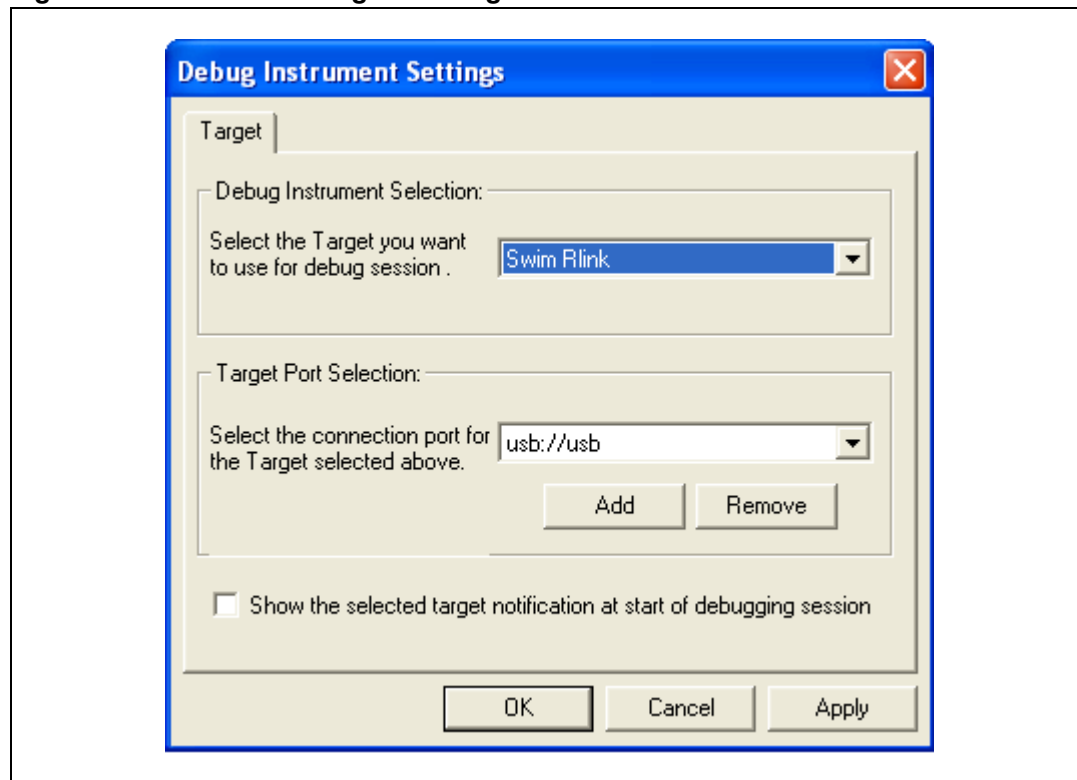 Debug Instrument Settings
Target
Debug Instrument Selection:
Select the Target you want
to use for debug session .
Swim Rlink
Target Port Selection:
Select the connection port for
the Target selected above.
usb://usb
Add
Remove
Show the selected target notification at start of debugging session
OK
Cancel
Apply